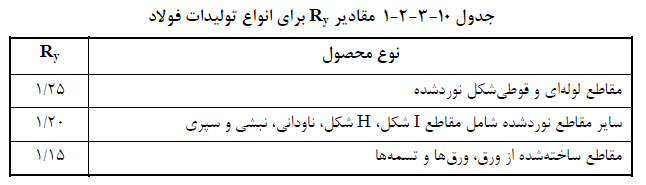 جدول ۱۰-۳-۲-۱ مقادیر Ry برای انواع تولیدات فولاد
نوع محصول Ry
مقاطع لوله‌ای و قوطی‌شکل نوردشده ۱/۲۵
سایر مقاطع نوردشده شامل مقاطع I شکل، H شکل، ناودانی، نبشی و سپری ۱/۲۰
مقاطع ساخته‌شده از ورق، ورق‌ها و تسمه‌ها ۱/۱۵